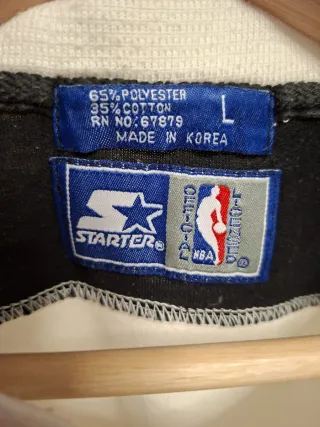 65% POLYESTER
35% COTTON
RN NO: 67879
L
MADE IN KOREA
STARTER®
OFFICIAL
NBA
LICENSED
®